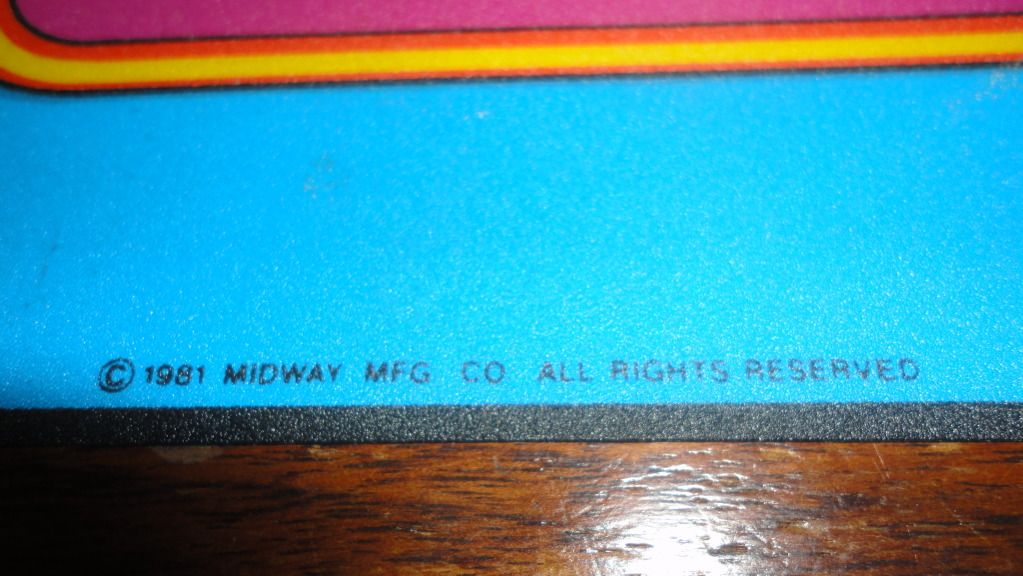 © 1981 MIDWAY MFG. CO. ALL RIGHTS RESERVED